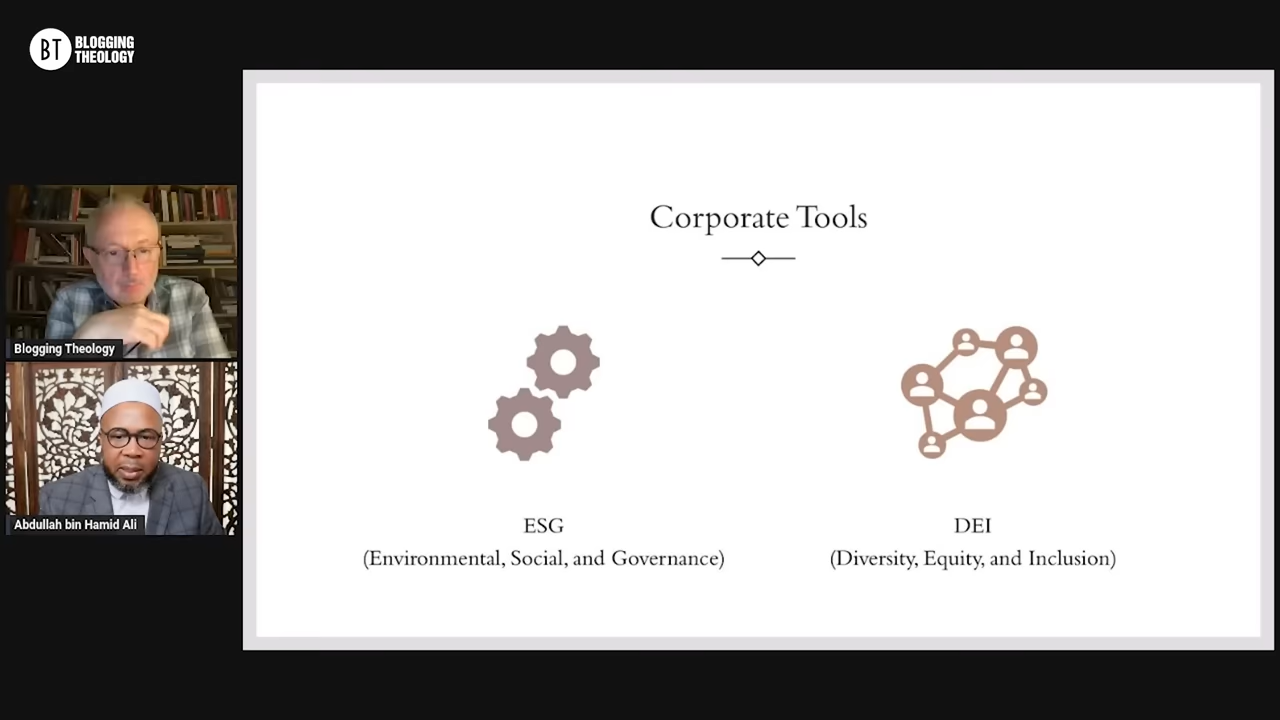 BT BLOGGING
THEOLOGY
Blogging Theology
Abdullah bin Hamid Ali
Corporate Tools
ESG
(Environmental, Social, and Governance)
DEI
(Diversity, Equity, and Inclusion)